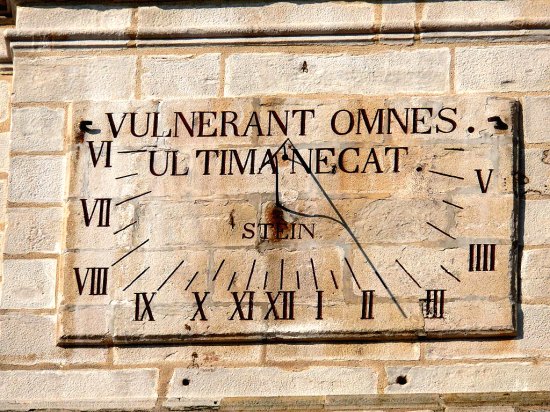 VULNERANT OMNES.
VI ULTIMA NECAT V
VII STEIN IIII
VIII IX X XI XII I II III